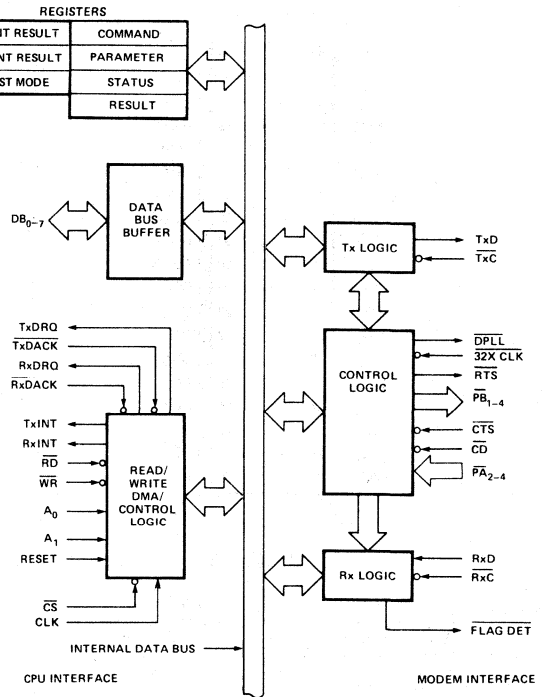 REGISTERS
NT RESULT COMMAND
NT RESULT PARAMETER
ST MODE STATUS
RESULT
DB0–7
DATA
BUS
BUFFER
TxDRQ
TxDACK
RxDRQ
RxDACK
TxINT
RxINT
RD
WR
A0
A1
RESET
READ/
WRITE
DMA/
CONTROL
LOGIC
CS
CLK
INTERNAL DATA BUS
CPU INTERFACE
Tx LOGIC
TxD
TxC
CONTROL
LOGIC
DPLL
32X CLK
RTS
PB1–4
CTS
CD
PA2–4
Rx LOGIC
RxD
RxC
FLAG DET
MODEM INTERFACE